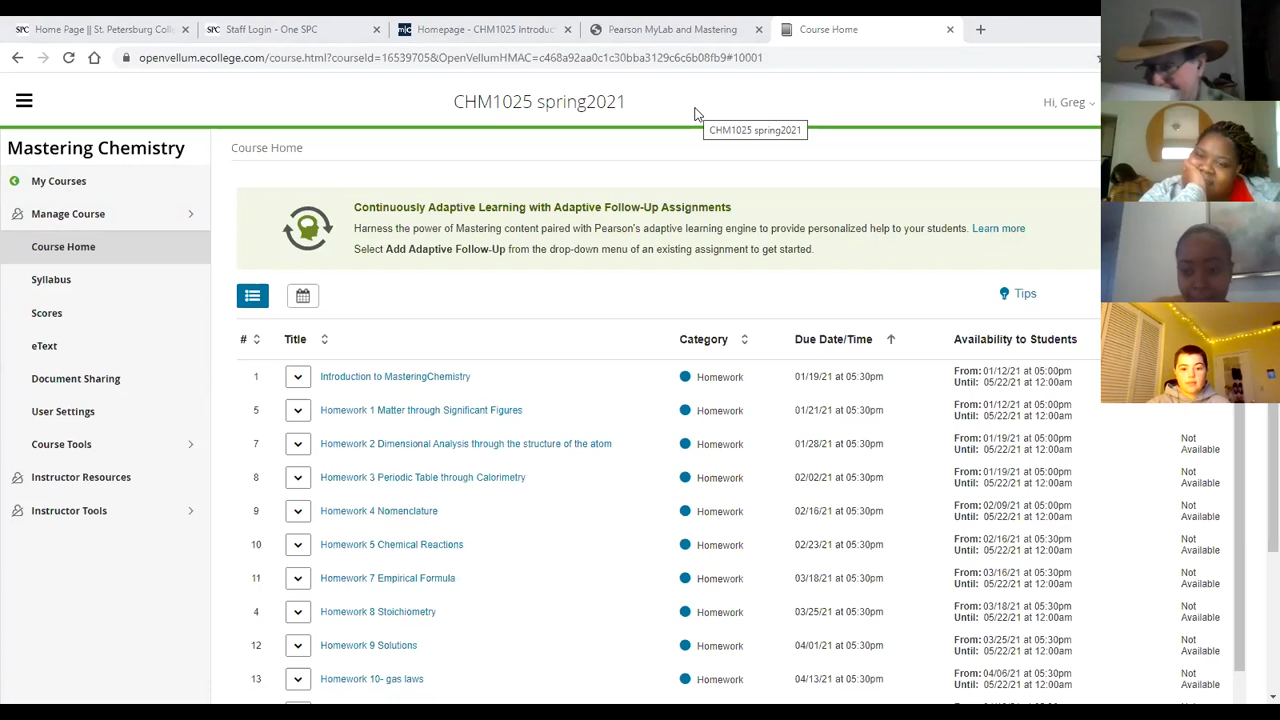 SPC Home Page || St. Petersburg Coll
SPC Staff Login - One SPC
Homepage - CHM1025 Introduc
Pearson MyLab and Mastering
Course Home
openvellum.ecollege.com/course.html?courseId=16539705&OpenVellumHMAC=c468a92aa0c1c30bba3129c6c6b08fb9#10001
CHM1025 spring2021
Hi, Greg
CHM1025 spring2021
Mastering Chemistry
My Courses
Manage Course
Course Home
Syllabus
Scores
eText
Document Sharing
User Settings
Course Tools
Instructor Resources
Instructor Tools
Course Home
Continuously Adaptive Learning with Adaptive Follow-Up Assignments
Harness the power of Mastering content paired with Pearson's adaptive learning engine to provide personalized help to your students. Learn more
Select Add Adaptive Follow-Up from the drop-down menu of an existing assignment to get started.
Tips
# Title Category Due Date/Time Availability to Students
1 Introduction to MasteringChemistry Homework 01/19/21 at 05:30pm From: 01/12/21 at 05:00pm
Until: 05/22/21 at 12:00am
5 Homework 1 Matter through Significant Figures Homework 01/21/21 at 05:30pm From: 01/12/21 at 05:00pm
Until: 05/22/21 at 12:00am
7 Homework 2 Dimensional Analysis through the structure of the atom Homework 01/28/21 at 05:30pm From: 01/19/21 at 05:00pm Not
Until: 05/22/21 at 12:00am Available
8 Homework 3 Periodic Table through Calorimetry Homework 02/02/21 at 05:30pm From: 01/19/21 at 05:00pm Not
Until: 05/22/21 at 12:00am Available
9 Homework 4 Nomenclature Homework 02/16/21 at 05:30pm From: 02/09/21 at 05:00pm Not
Until: 05/22/21 at 12:00am Available
10 Homework 5 Chemical Reactions Homework 02/23/21 at 05:30pm From: 02/16/21 at 05:30pm Not
Until: 05/22/21 at 12:00am Available
11 Homework 7 Empirical Formula Homework 03/18/21 at 05:30pm From: 03/16/21 at 05:30pm Not
Until: 05/22/21 at 12:00am Available
4 Homework 8 Stoichiometry Homework 03/25/21 at 05:30pm From: 03/18/21 at 05:30pm Not
Until: 05/22/21 at 12:00am Available
12 Homework 9 Solutions Homework 04/01/21 at 05:30pm From: 03/25/21 at 05:30pm Not
Until: 05/22/21 at 12:00am Available
13 Homework 10- gas laws Homework 04/13/21 at 05:30pm From: 04/06/21 at 05:30pm Not
Until: 05/22/21 at 12:00am Available